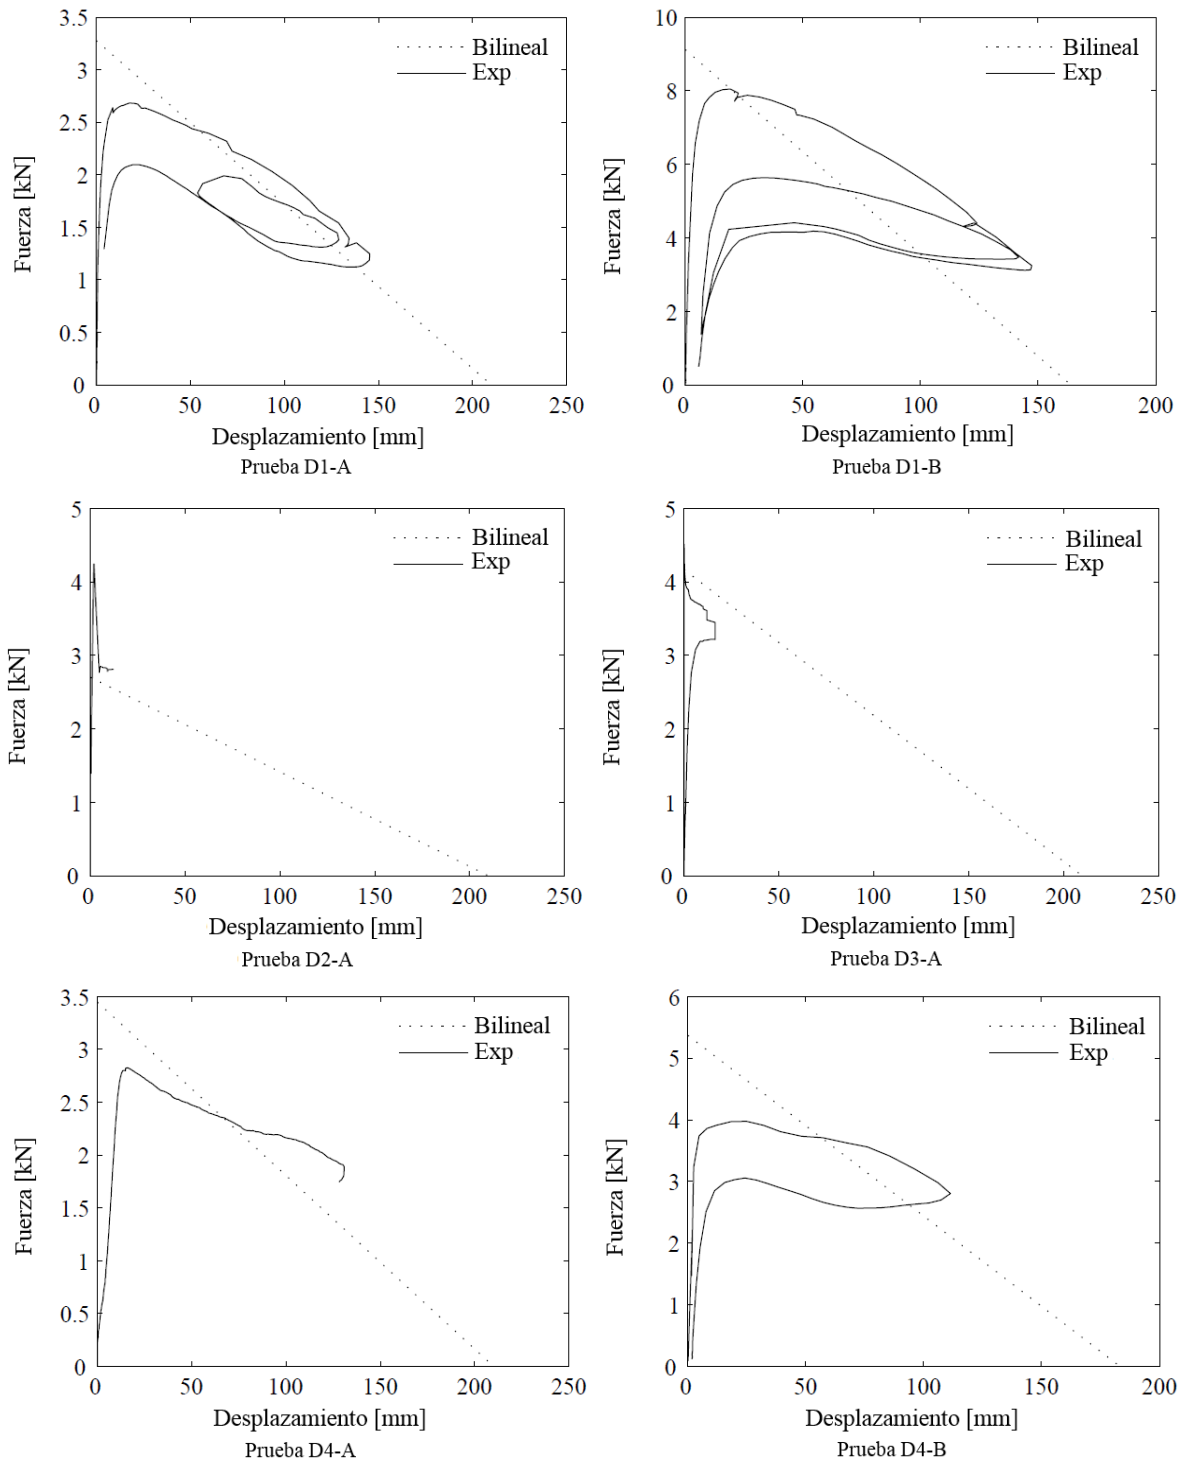 3.5
3
2.5
2
1.5
1
0.5
0
Fuerza [kN]
Bilineal
Exp
0 50 100 150 200 250
Desplazamiento [mm]
Prueba D1-A
10
8
6
4
2
0
Fuerza [kN]
Bilineal
Exp
0 50 100 150 200
Desplazamiento [mm]
Prueba D1-B
5
4
3
2
1
0
Fuerza [kN]
Bilineal
Exp
0 50 100 150 200 250
Desplazamiento [mm]
Prueba D2-A
5
4
3
2
1
0
Fuerza [kN]
Bilineal
Exp
0 50 100 150 200 250
Desplazamiento [mm]
Prueba D3-A
3.5
3
2.5
2
1.5
1
0.5
0
Fuerza [kN]
Bilineal
Exp
0 50 100 150 200 250
Desplazamiento [mm]
Prueba D4-A
6
5
4
3
2
1
0
Fuerza [kN]
Bilineal
Exp
0 50 100 150 200
Desplazamiento [mm]
Prueba D4-B